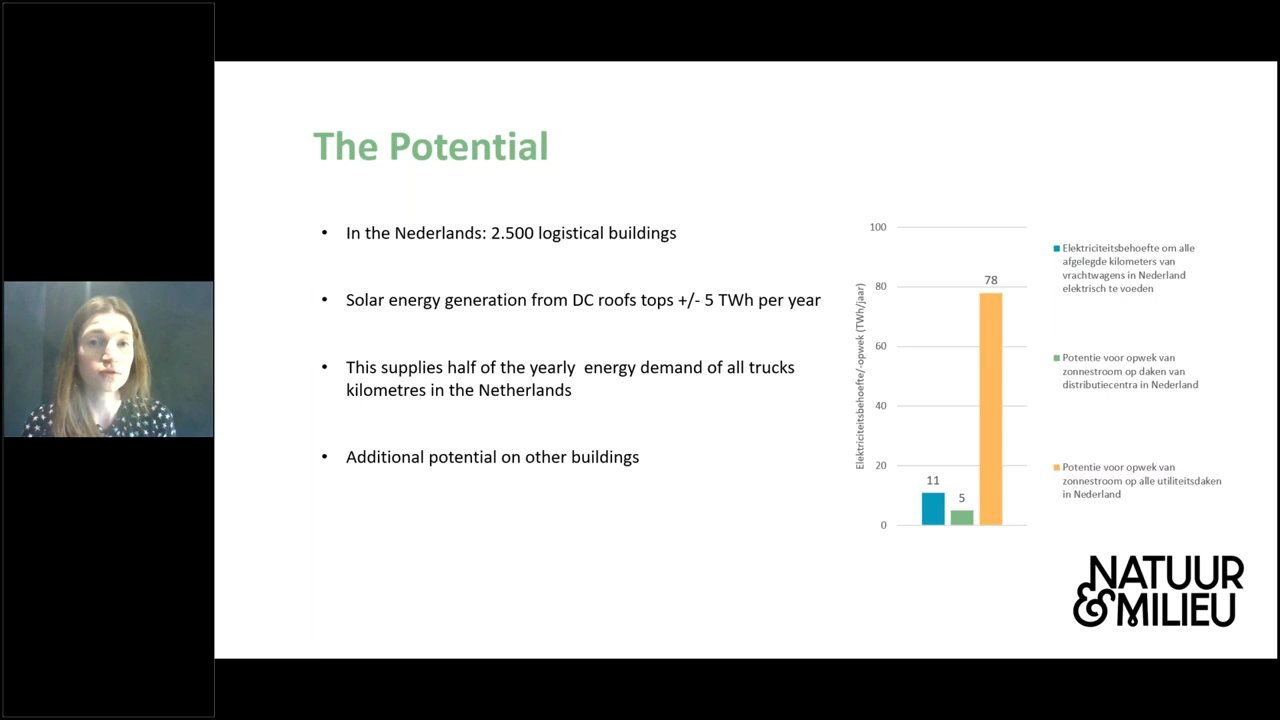 The Potential
• In the Nederlands: 2.500 logistical buildings
• Solar energy generation from DC roofs tops +/- 5 TWh per year
• This supplies half of the yearly energy demand of all trucks
kilometres in the Netherlands
• Additional potential on other buildings
Elektriciteitsbehoefte/-opwek (TWh/jaar)
100
80
60
40
20
0
11
5
78
Elektriciteitsbehoefte om alle
afgelegde kilometers van
vrachtwagens in Nederland
elektrisch te voeden
Potentie voor opwek van
zonnestroom op daken van
distributiecentra in Nederland
Potentie voor opwek van
zonnestroom op alle utiliteitsdaken
in Nederland
NATUUR
&MILIEU